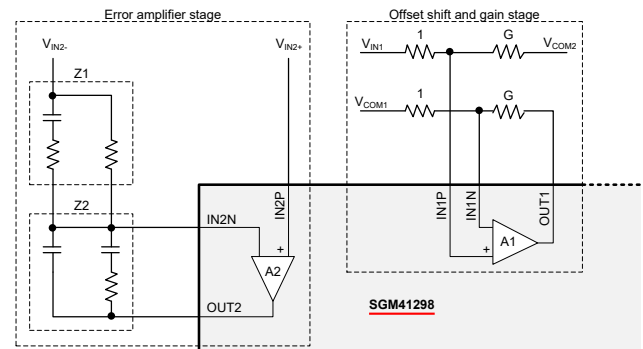 Error amplifier stage
Offset shift and gain stage
VIN2-
VIN2+
VIN1
1
G
VCOM2
VCOM1
1
G
Z1
Z2
IN2N
IN2P
A2
+
OUT2
IN1P
IN1N
OUT1
A1
+
SGM41298